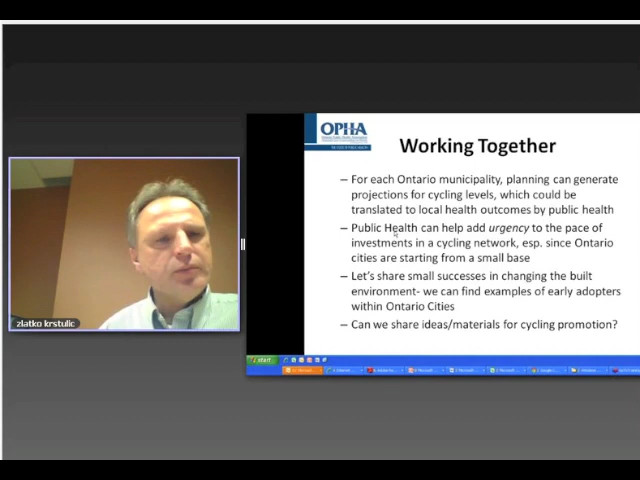 OPHA
Working Together
– For each Ontario municipality, planning can generate
projections for cycling levels, which could be
translated to local health outcomes by public health
– Public Health can help add urgency to the pace of
investments in a cycling network, esp. since Ontario
cities are starting from a small base
– Let's share small successes in changing the built
environment- we can find examples of early adopters
within Ontario Cities
– Can we share ideas/materials for cycling promotion?
zlatko krstulic
start